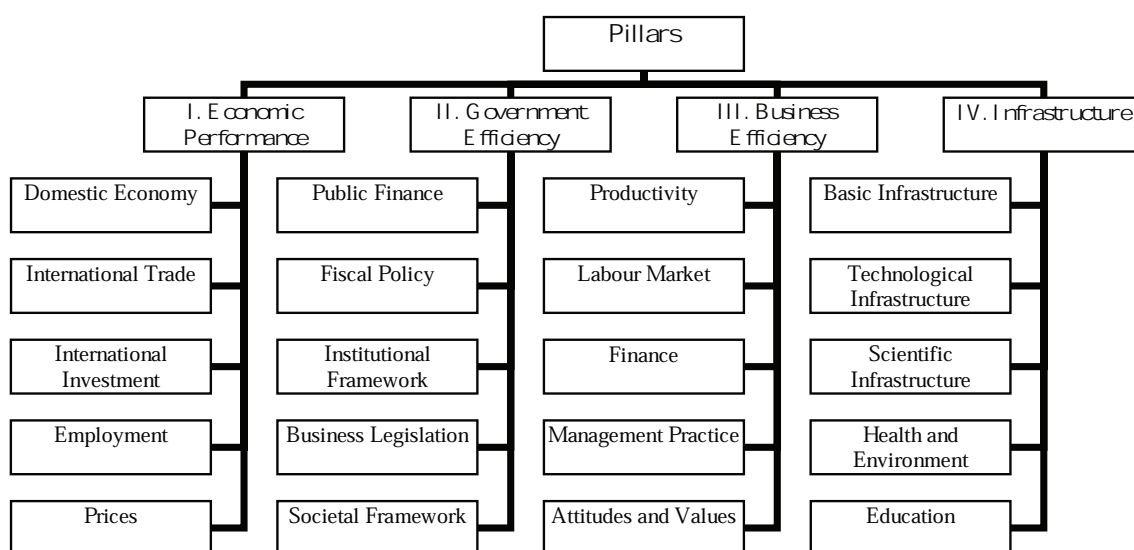 Pillars
I. Economic
Performance
II. Government
Efficiency
III. Business
Efficiency
IV. Infrastructure
Domestic Economy
International Trade
International
Investment
Employment
Prices
Public Finance
Fiscal Policy
Institutional
Framework
Business Legislation
Societal Framework
Productivity
Labour Market
Finance
Management Practice
Attitudes and Values
Basic Infrastructure
Technological
Infrastructure
Scientific
Infrastructure
Health and
Environment
Education